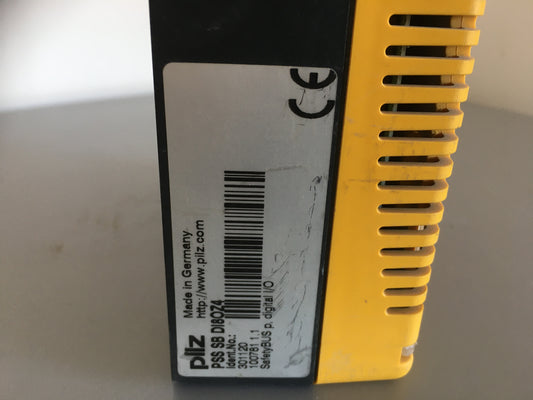 CE
Made in Germany
http://www.pilz.com
pilz
PSS SB DI8OZ4
Ident.No.:
301120
100781 1.1
SafetyBUS p, digital I/O